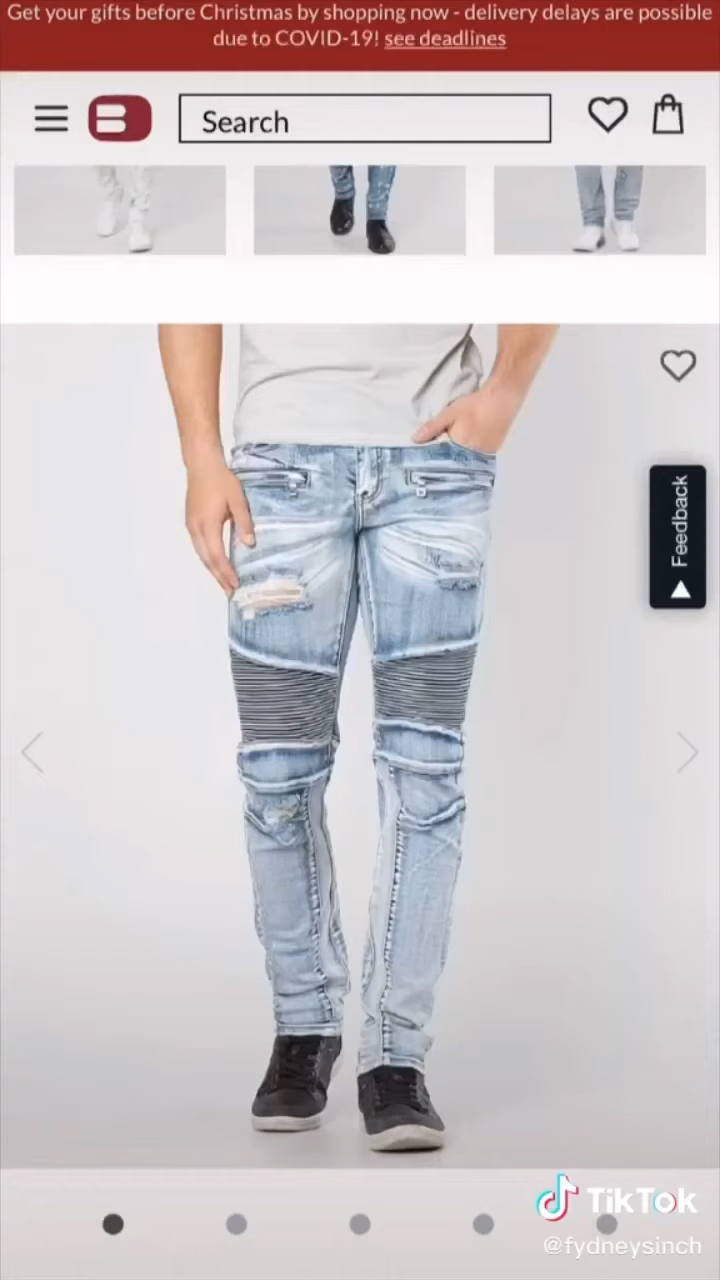 Get your gifts before Christmas by shopping now - delivery delays are possible
due to COVID-19! see deadlines
B
Search
Feedback
TikTok
@fydneysinch